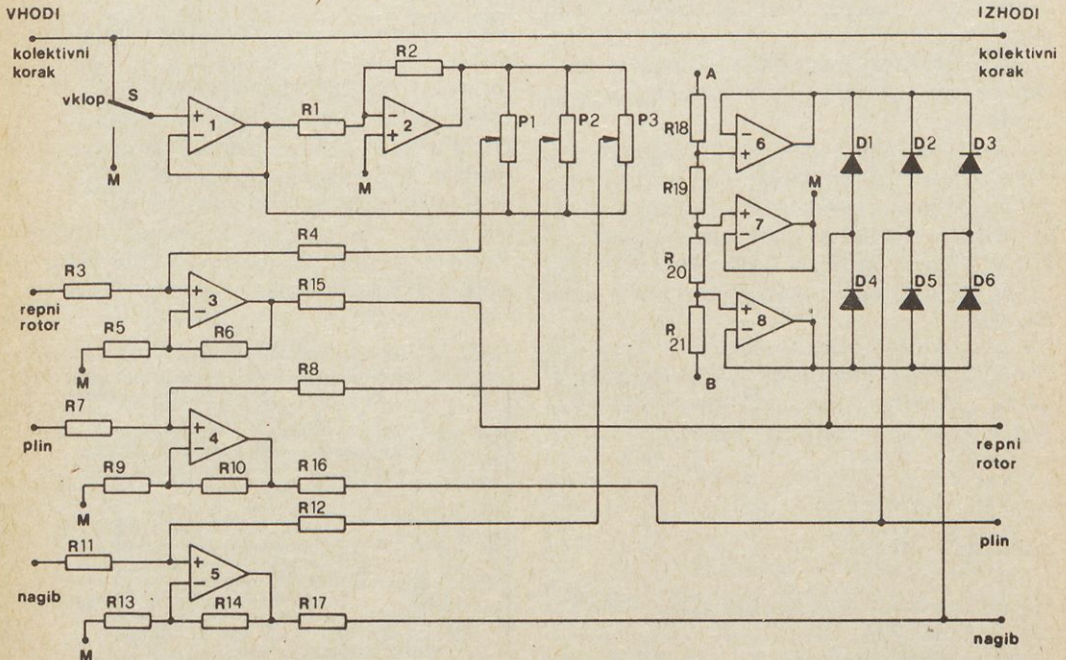 VHODI
IZHODI
kolektivni
korak
kolektivni
korak
vklop
S
+
−
1
M
R1
R2
−
+
2
M
P1
P2
P3
A
R18
R19
R
20
R
21
B
−
+
6
+
−
7
M
+
−
8
D1
D2
D3
D4
D5
D6
R3
repni
rotor
R4
+
−
3
R15
R5
R6
M
R8
R7
plin
+
−
4
R9
R10
R16
M
R12
R11
nagib
+
−
5
R13
R14
R17
M
repni
rotor
plin
nagib